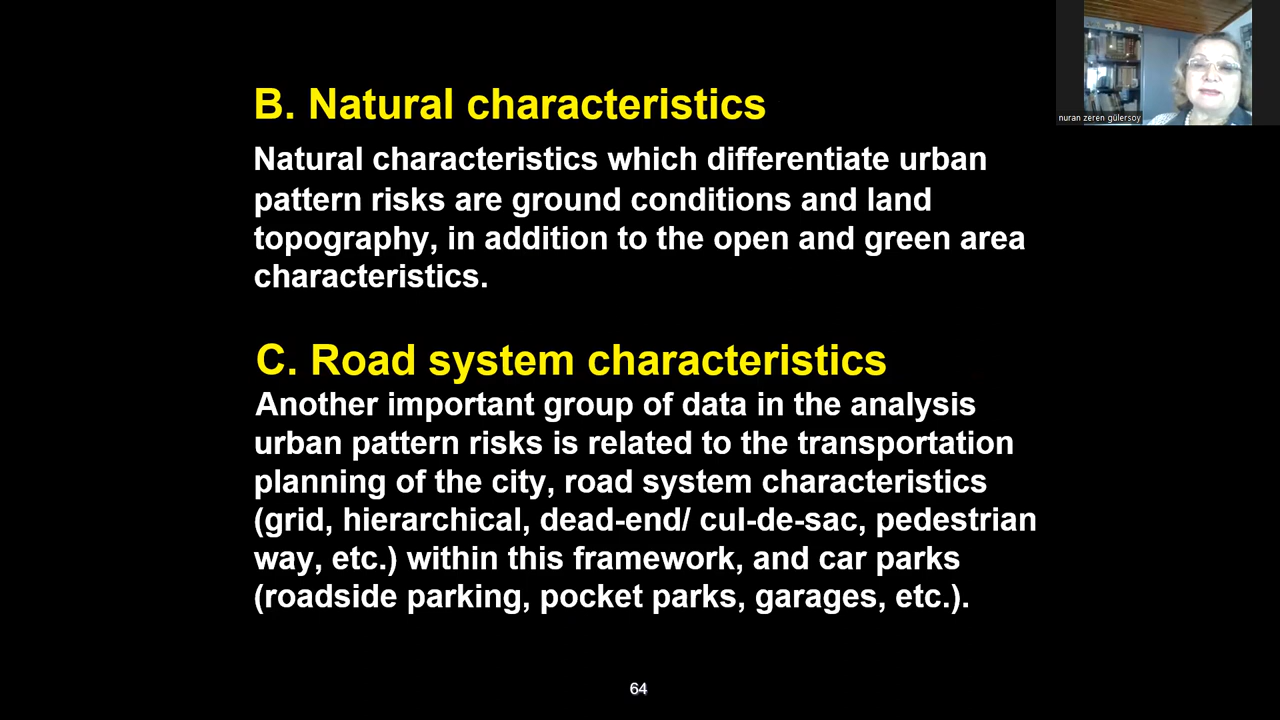 B. Natural characteristics
Natural characteristics which differentiate urban
pattern risks are ground conditions and land
topography, in addition to the open and green area
characteristics.
C. Road system characteristics
Another important group of data in the analysis
urban pattern risks is related to the transportation
planning of the city, road system characteristics
(grid, hierarchical, dead-end/ cul-de-sac, pedestrian
way, etc.) within this framework, and car parks
(roadside parking, pocket parks, garages, etc.).
64
nuran zeren gülersoy